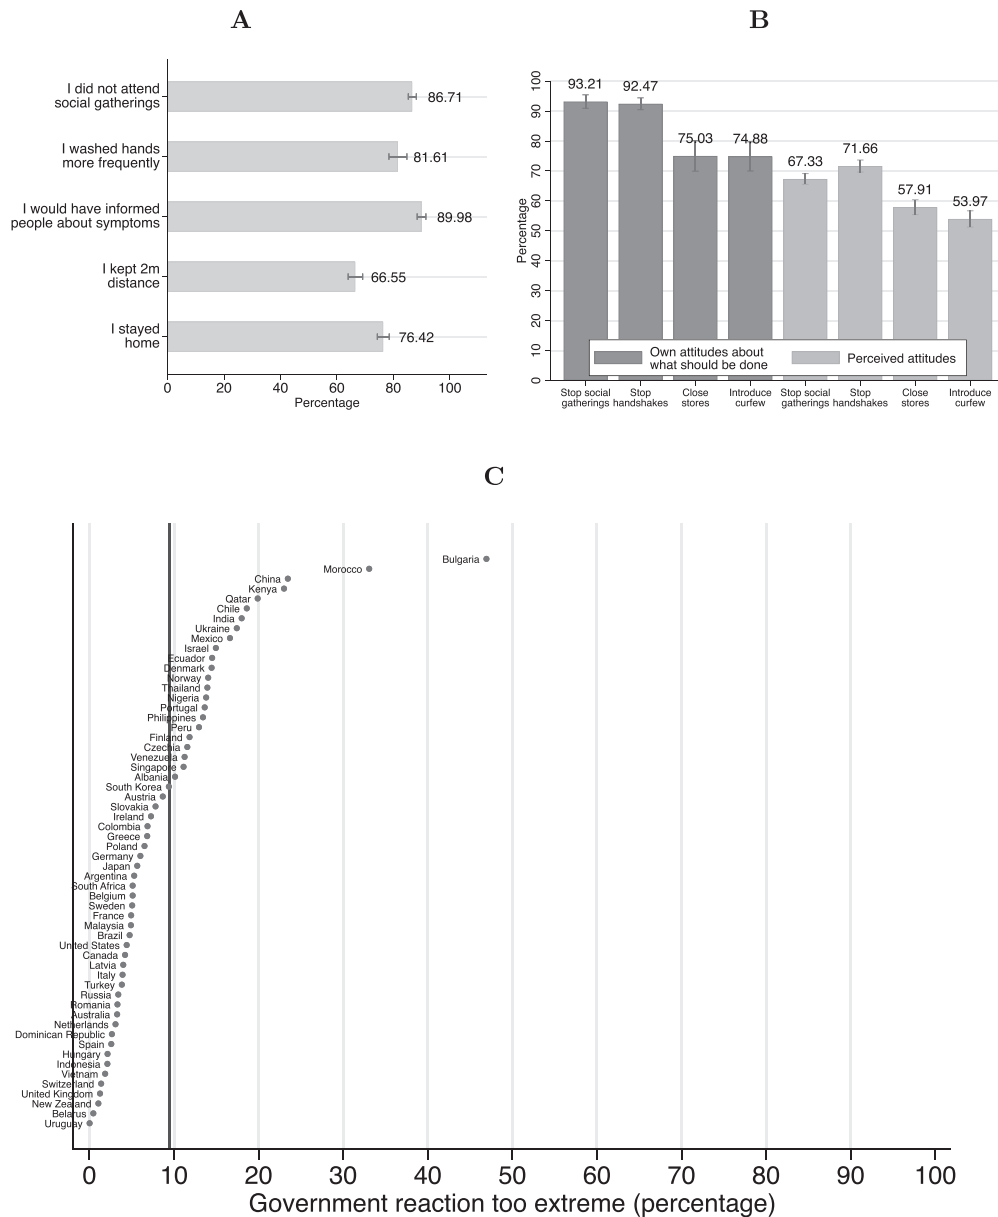 A
I did not attend
social gatherings
86.71
I washed hands
more frequently
81.61
I would have informed
people about symptoms
89.98
I kept 2m
distance
66.55
I stayed
home
76.42
0 20 40 60 80 100
Percentage
B
Percentage
100
90
80
70
60
50
40
30
20
10
0
93.21
92.47
75.03
74.88
67.33
71.66
57.91
53.97
Own attitudes about
what should be done
Perceived attitudes
Stop social
gatherings
Stop
handshakes
Close
stores
Introduce
curfew
Stop social
gatherings
Stop
handshakes
Close
stores
Introduce
curfew
C
Bulgaria
Morocco
China
Kenya
Qatar
Chile
India
Ukraine
Mexico
Israel
Ecuador
Denmark
Norway
Thailand
Nigeria
Portugal
Philippines
Peru
Finland
Czechia
Venezuela
Singapore
Albania
South Korea
Austria
Slovakia
Ireland
Colombia
Greece
Poland
Germany
Japan
Argentina
South Africa
Belgium
Sweden
France
Malaysia
Brazil
United States
Canada
Latvia
Italy
Turkey
Russia
Romania
Australia
Netherlands
Dominican Republic
Spain
Hungary
Indonesia
Vietnam
Switzerland
United Kingdom
New Zealand
Belarus
Uruguay
0 10 20 30 40 50 60 70 80 90 100
Government reaction too extreme (percentage)